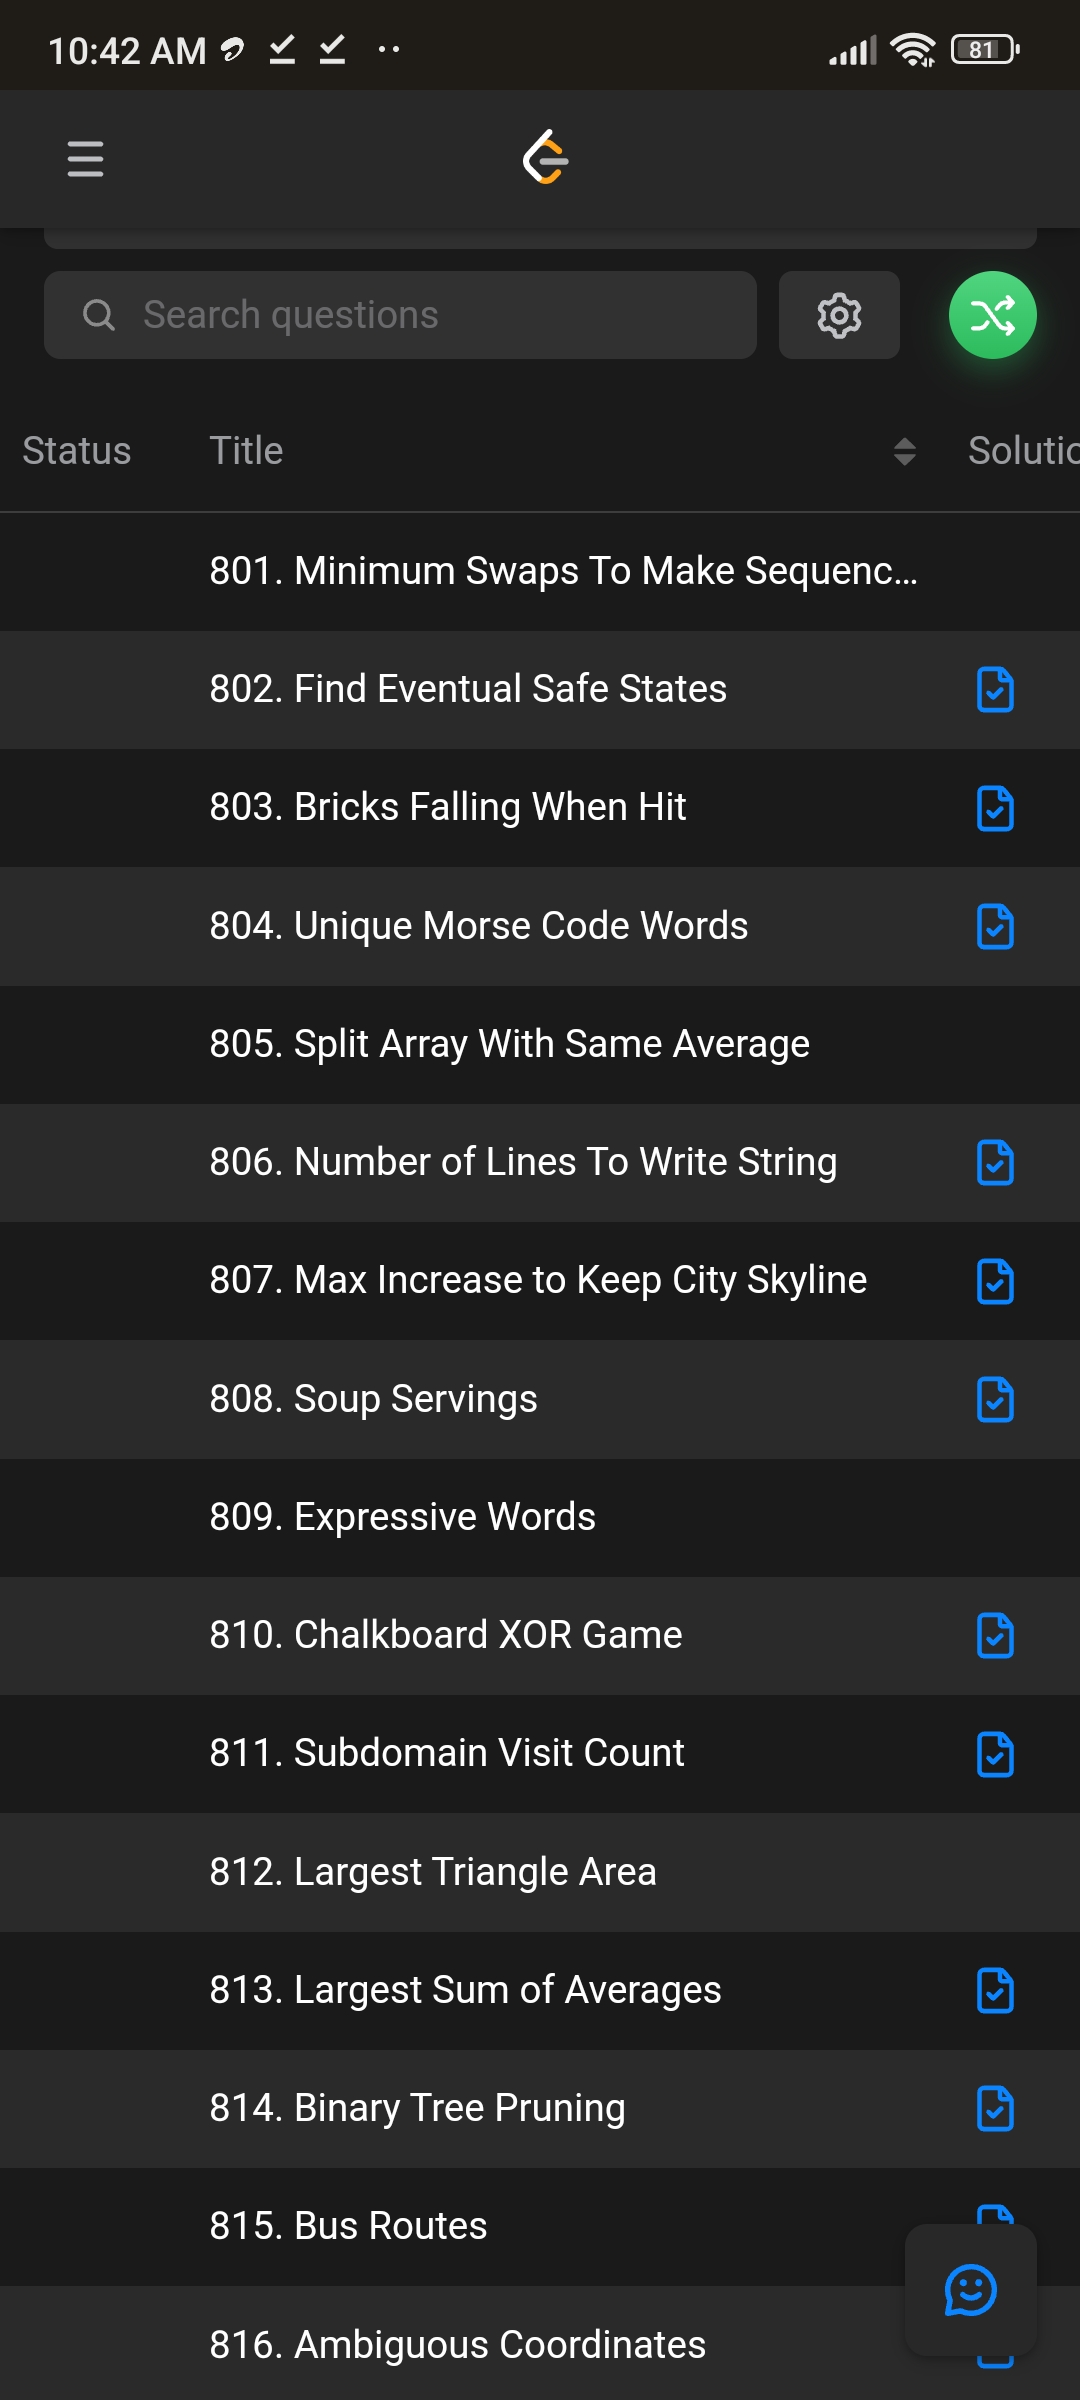 10:42 AM
81
Search questions
Status Title Solutio
801. Minimum Swaps To Make Sequenc...
802. Find Eventual Safe States
803. Bricks Falling When Hit
804. Unique Morse Code Words
805. Split Array With Same Average
806. Number of Lines To Write String
807. Max Increase to Keep City Skyline
808. Soup Servings
809. Expressive Words
810. Chalkboard XOR Game
811. Subdomain Visit Count
812. Largest Triangle Area
813. Largest Sum of Averages
814. Binary Tree Pruning
815. Bus Routes
816. Ambiguous Coordinates